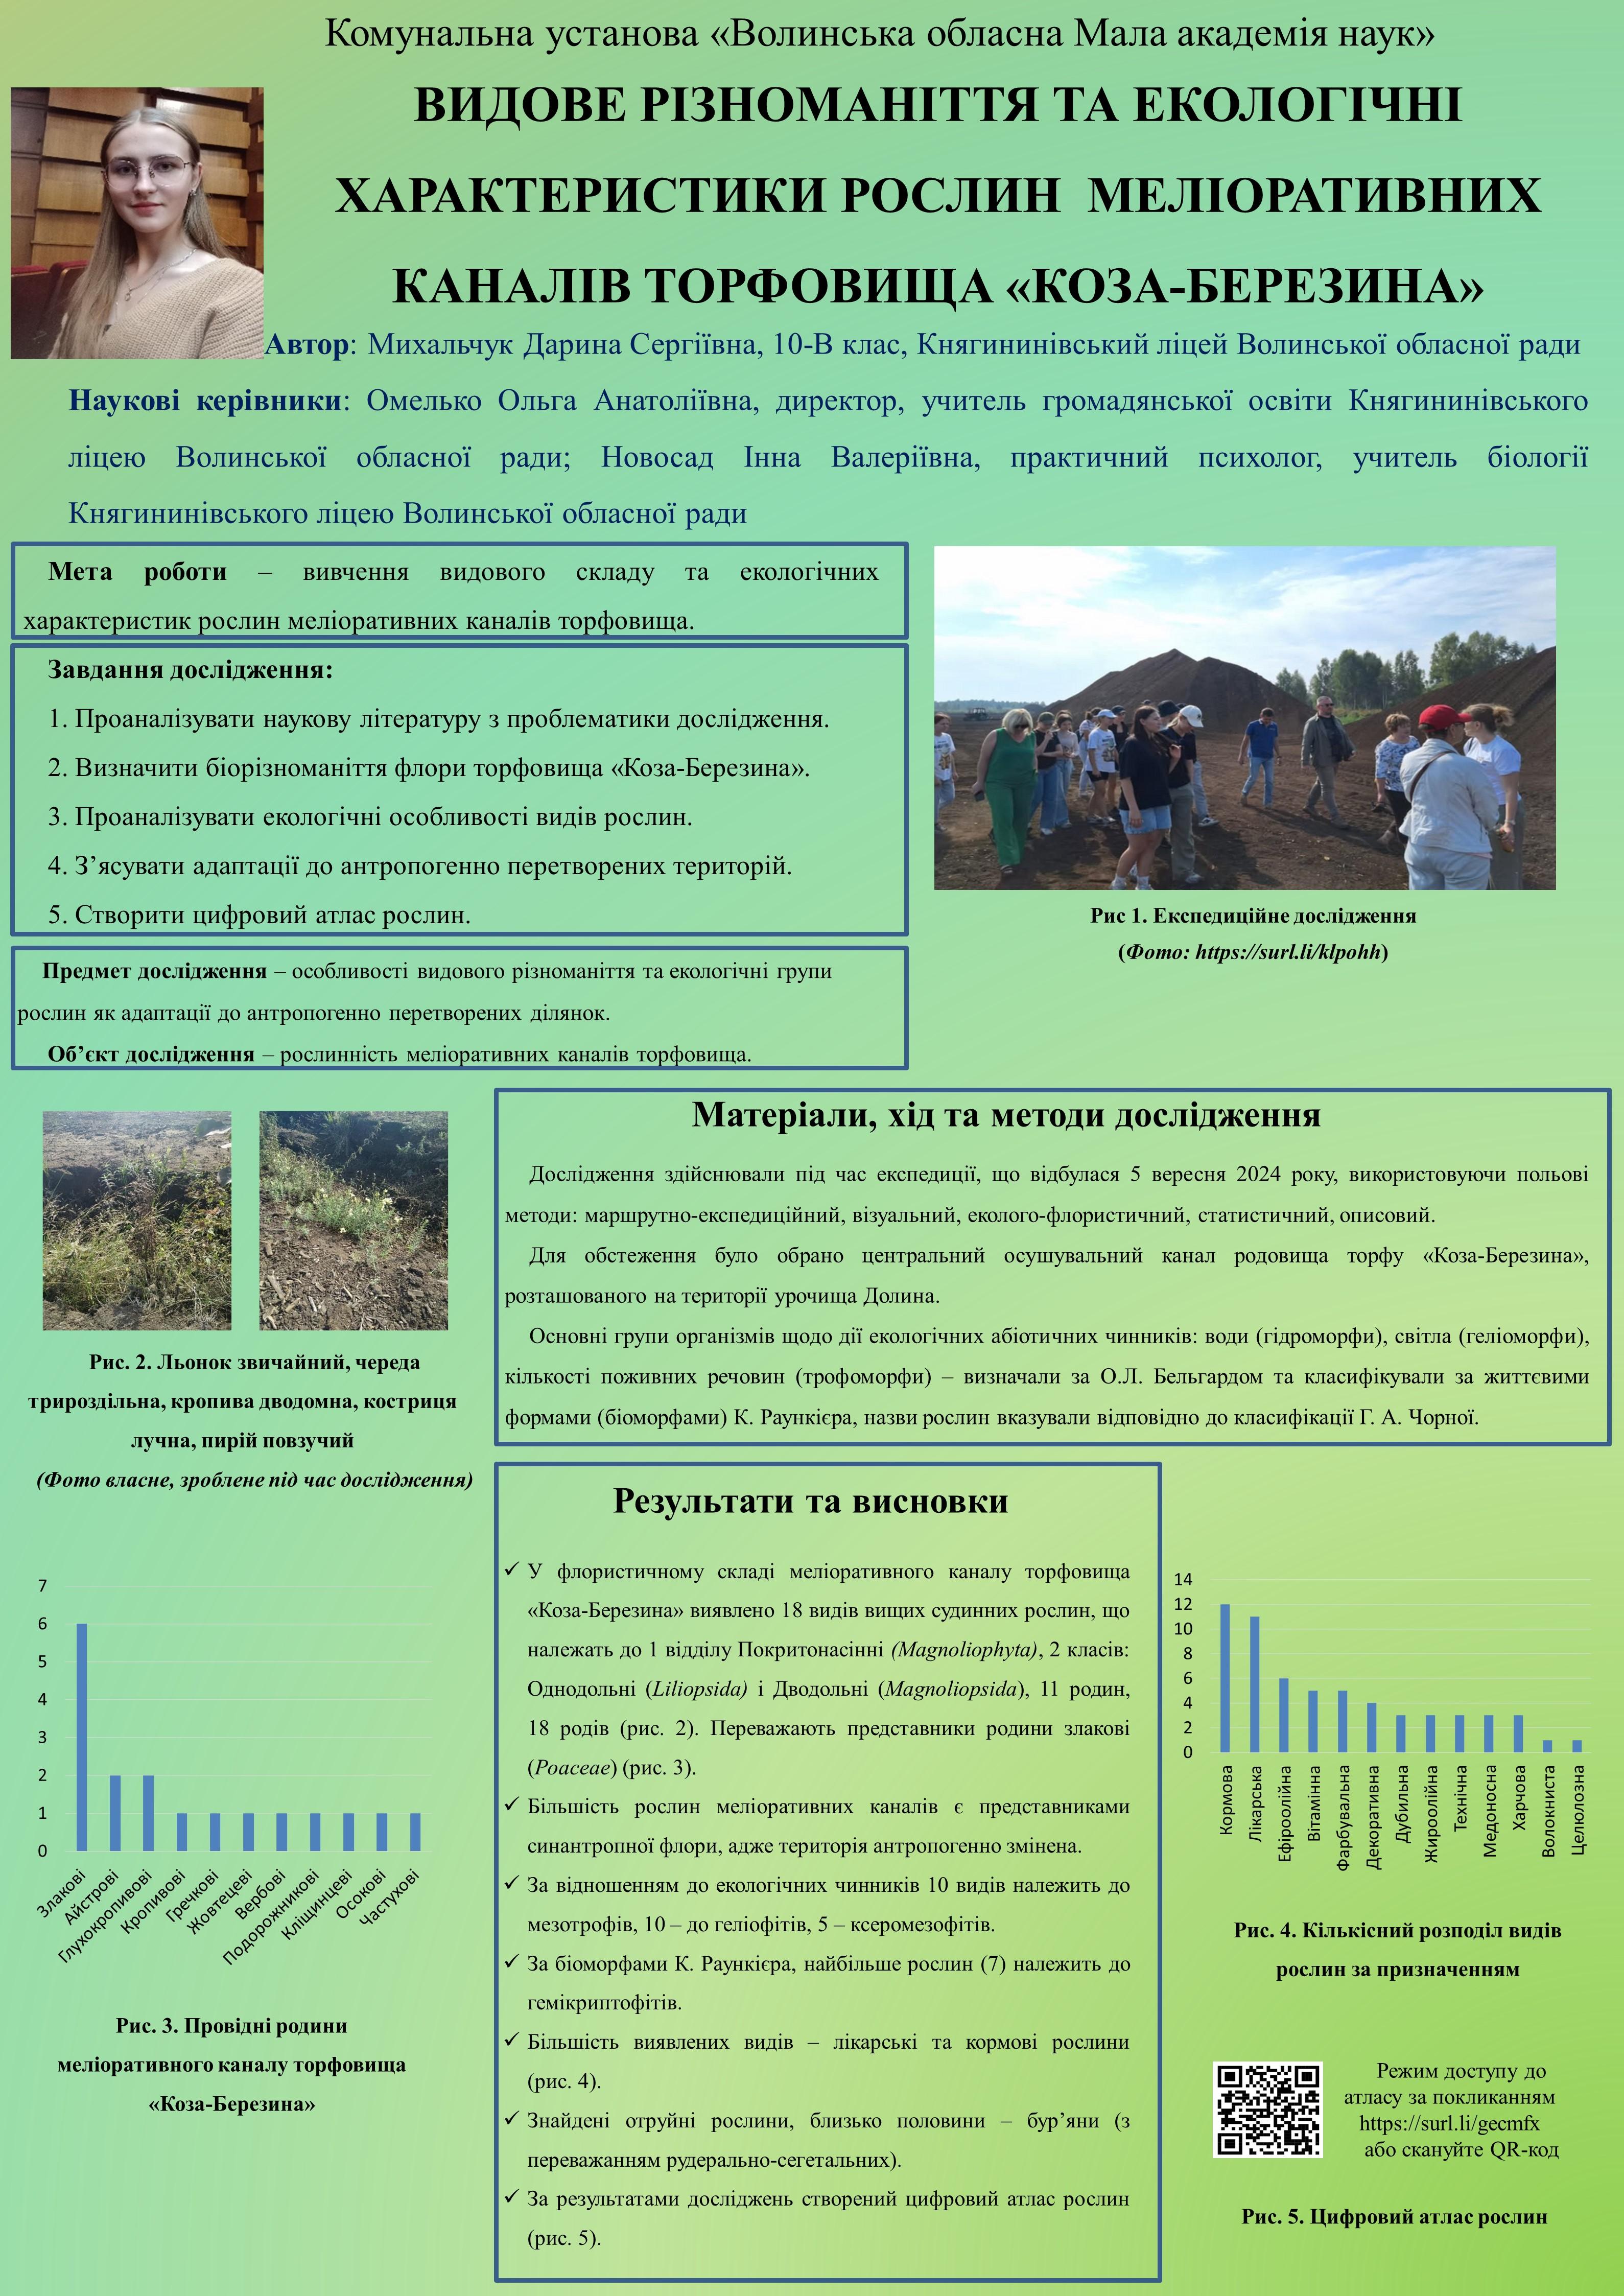 Комунальна установа «Волинська обласна Мала академія наук»
ВИДОВЕ РІЗНОМАНІТТЯ ТА ЕКОЛОГІЧНІ
ХАРАКТЕРИСТИКИ РОСЛИН МЕЛІОРАТИВНИХ
КАНАЛІВ ТОРФОВИЩА «КОЗА-БЕРЕЗИНА»
Автор: Михальчук Дарина Сергіївна, 10-В клас, Княгининівський ліцей Волинської обласної ради
Наукові керівники: Омелько Ольга Анатоліївна, директор, учитель громадянської освіти Княгининівського
ліцею Волинської обласної ради; Новосад Інна Валеріївна, практичний психолог, учитель біології
Княгининівського ліцею Волинської обласної ради
Мета роботи – вивчення видового складу та екологічних
характеристик рослин меліоративних каналів торфовища.
Завдання дослідження:
1. Проаналізувати наукову літературу з проблематики дослідження.
2. Визначити біорізноманіття флори торфовища «Коза-Березина».
3. Проаналізувати екологічні особливості видів рослин.
4. З’ясувати адаптації до антропогенно перетворених територій.
5. Створити цифровий атлас рослин.
Предмет дослідження – особливості видового різноманіття та екологічні групи
рослин як адаптації до антропогенно перетворених ділянок.
Об’єкт дослідження – рослинність меліоративних каналів торфовища.
Рис 1. Експедиційне дослідження
(Фото: https://surl.li/klpohh)
Матеріали, хід та методи дослідження
Дослідження здійснювали під час експедиції, що відбулася 5 вересня 2024 року, використовуючи польові
методи: маршрутно-експедиційний, візуальний, еколого-флористичний, статистичний, описовий.
Для обстеження було обрано центральний осушувальний канал родовища торфу «Коза-Березина»,
розташованого на території урочища Долина.
Основні групи організмів щодо дії екологічних абіотичних чинників: води (гідроморфи), світла (геліоморфи),
кількості поживних речовин (трофоморфи) – визначали за О.Л. Бельгардом та класифікували за життєвими
формами (біоморфами) К. Раункієра, назви рослин вказували відповідно до класифікації Г. А. Чорної.
Рис. 2. Льонок звичайний, череда
трироздільна, кропива дводомна, костриця
лучна, пирій повзучий
(Фото власне, зроблене під час дослідження)
7
6
5
4
3
2
1
0
Злакові
Айстрові
Глухокропивові
Кропивові
Гречкові
Жовтецеві
Вербові
Подорожникові
Кліщинцеві
Осокові
Частухові
Рис. 3. Провідні родини
меліоративного каналу торфовища
«Коза-Березина»
Результати та висновки
✓ У флористичному складі меліоративного каналу торфовища
«Коза-Березина» виявлено 18 видів вищих судинних рослин, що
належать до 1 відділу Покритонасінні (Magnoliophyta), 2 класів:
Однодольні (Liliopsida) і Дводольні (Magnoliopsida), 11 родин,
18 родів (рис. 2). Переважають представники родини злакові
(Poaceae) (рис. 3).
✓ Більшість рослин меліоративних каналів є представниками
синантропної флори, адже територія антропогенно змінена.
✓ За відношенням до екологічних чинників 10 видів належить до
мезотрофів, 10 – до геліофітів, 5 – ксеромезофітів.
✓ За біоморфами К. Раункієра, найбільше рослин (7) належить до
гемікриптофітів.
✓ Більшість виявлених видів – лікарські та кормові рослини
(рис. 4).
✓ Знайдені отруйні рослини, близько половини – бур’яни (з
переважанням рудерально-сегетальних).
✓ За результатами досліджень створений цифровий атлас рослин
(рис. 5).
14
12
10
8
6
4
2
0
Кормова
Лікарська
Ефіроолійна
Вітамінна
Фарбувальна
Декоративна
Дубильна
Жироолійна
Технічна
Медоносна
Харчова
Волокниста
Целюлозна
Рис. 4. Кількісний розподіл видів
рослин за призначенням
Режим доступу до
атласу за покликанням
https://surl.li/gecmfx
або скануйте QR-код
Рис. 5. Цифровий атлас рослин